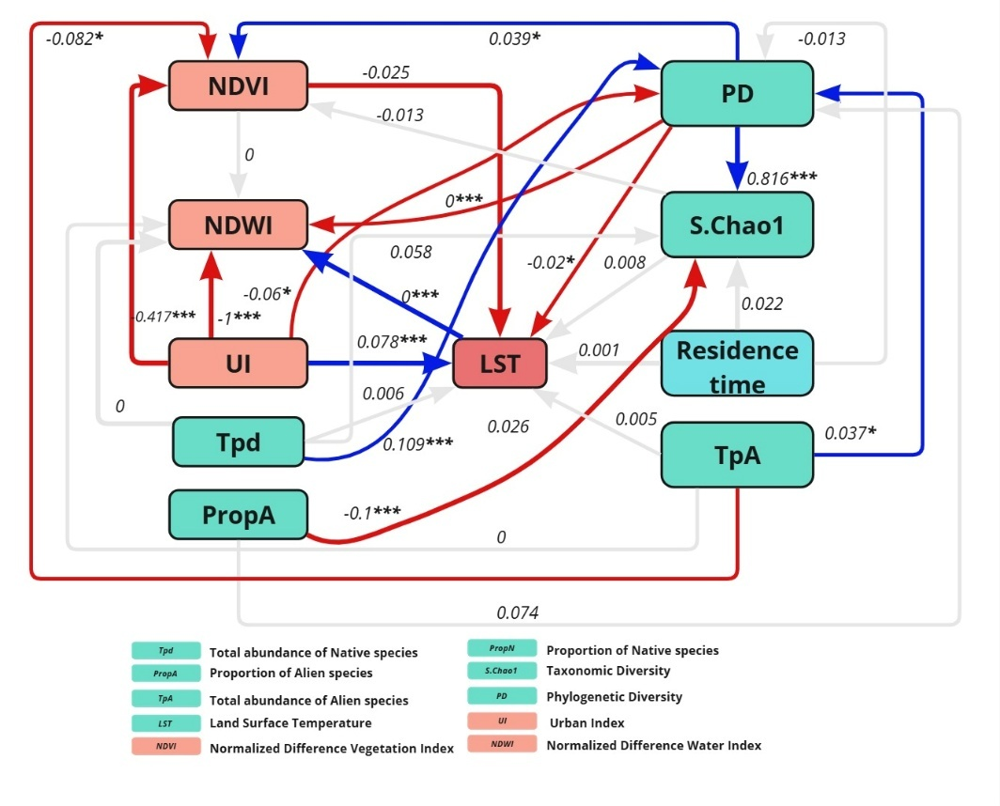 -0.082*
0.039*
-0.013
NDVI
-0.025
PD
-0.013
0
0.816***
NDWI
0***
S.Chao1
0.058
-0.02*
0.008
-0.06*
0***
0.022
-0.417***
-1***
0.078***
UI
LST
0.001
Residence
time
0.006
0
0.026
0.005
Tpd
0.109***
TpA
0.037*
PropA
-0.1***
0
0.074
Tpd Total abundance of Native species
PropN Proportion of Native species
PropA Proportion of Alien species
S.Chao1 Taxonomic Diversity
TpA Total abundance of Alien species
PD Phylogenetic Diversity
LST Land Surface Temperature
UI Urban Index
NDVI Normalized Difference Vegetation Index
NDWI Normalized Difference Water Index